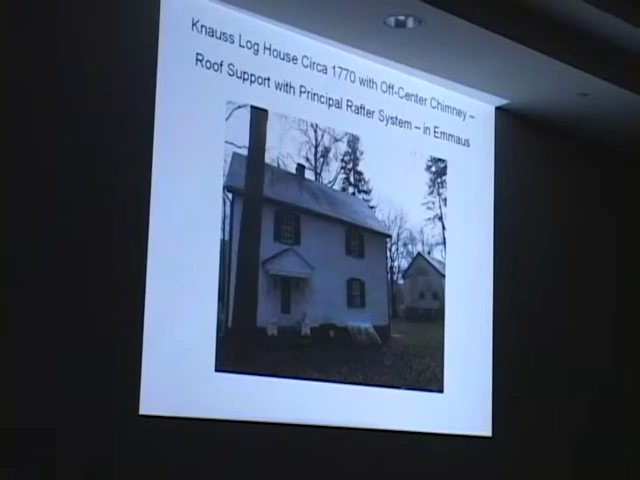 Knauss Log House Circa 1770 with Off-Center Chimney –
Roof Support with Principal Rafter System – in Emmaus